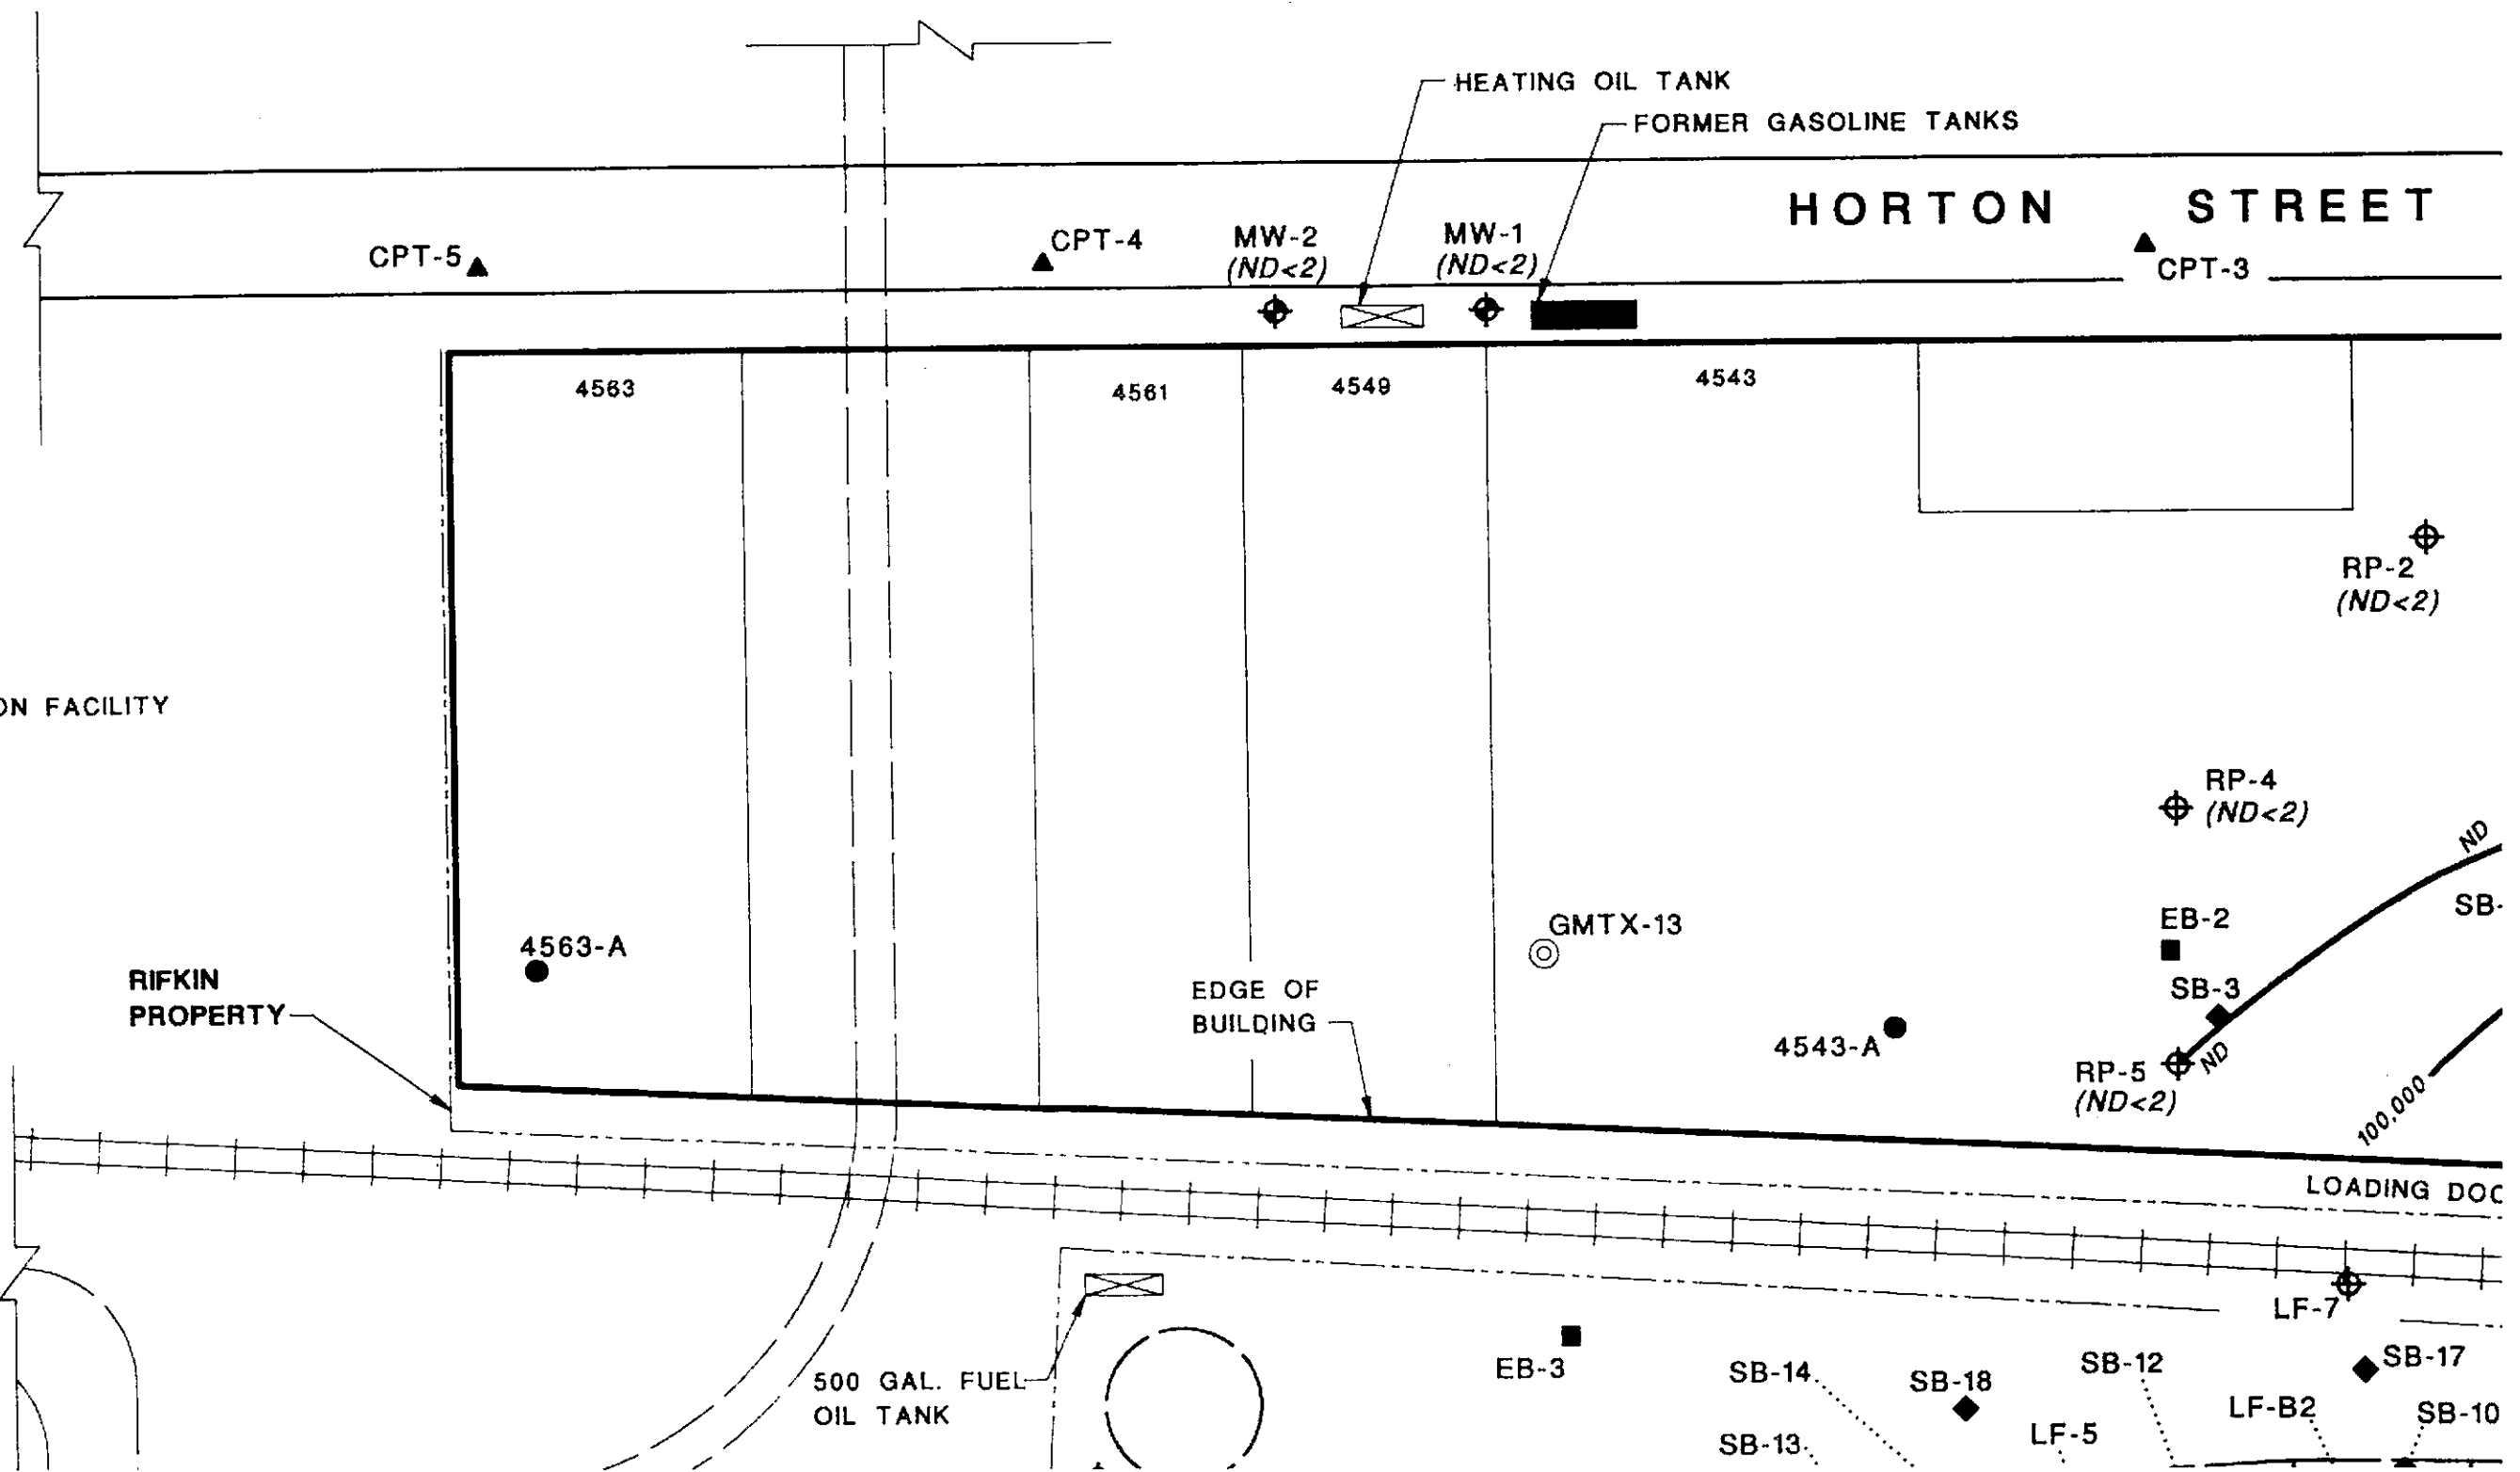 HEATING OIL TANK
FORMER GASOLINE TANKS
HORTON STREET
CPT-5
CPT-4
MW-2
(ND<2)
MW-1
(ND<2)
CPT-3
4563
4561
4549
4543
RP-2
(ND<2)
ON FACILITY
RP-4
(ND<2)
ND
SB-
EB-2
GMTX-13
4563-A
RIFKIN
PROPERTY
EDGE OF
BUILDING
SB-3
4543-A
ND
RP-5
(ND<2)
100,000
LOADING DOC
LF-7
500 GAL. FUEL
OIL TANK
EB-3
SB-14
SB-18
SB-12
SB-17
LF-B2
SB-10
SB-13
LF-5